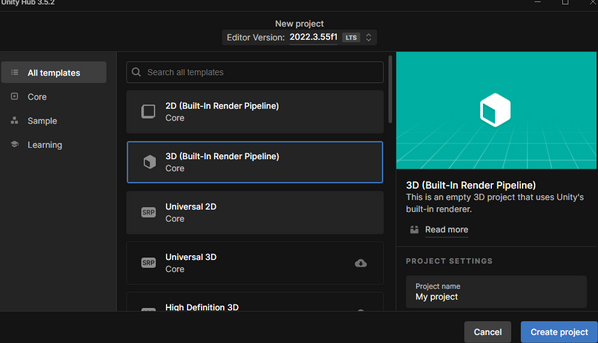 Unity Hub 3.5.2
New project
Editor Version: 2022.3.55f1 LTS
All templates
Core
Sample
Learning
Search all templates
2D (Built-In Render Pipeline)
Core
3D (Built-In Render Pipeline)
Core
SRP
Universal 2D
Core
SRP
Universal 3D
Core
High Definition 3D
3D (Built-In Render Pipeline)
This is an empty 3D project that uses Unity's
built-in renderer.
Read more
PROJECT SETTINGS
Project name
My project
Cancel
Create project